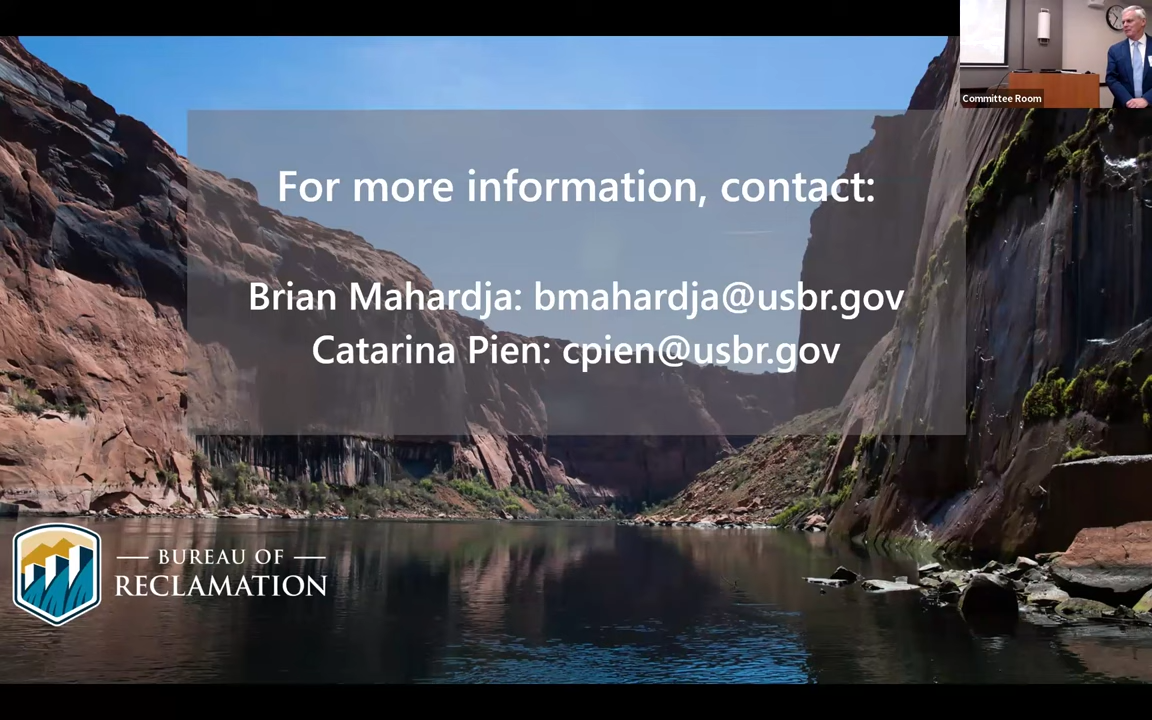 Committee Room
For more information, contact:
Brian Mahardja: bmahardja@usbr.gov
Catarina Pien: cpien@usbr.gov
BUREAU OF
RECLAMATION